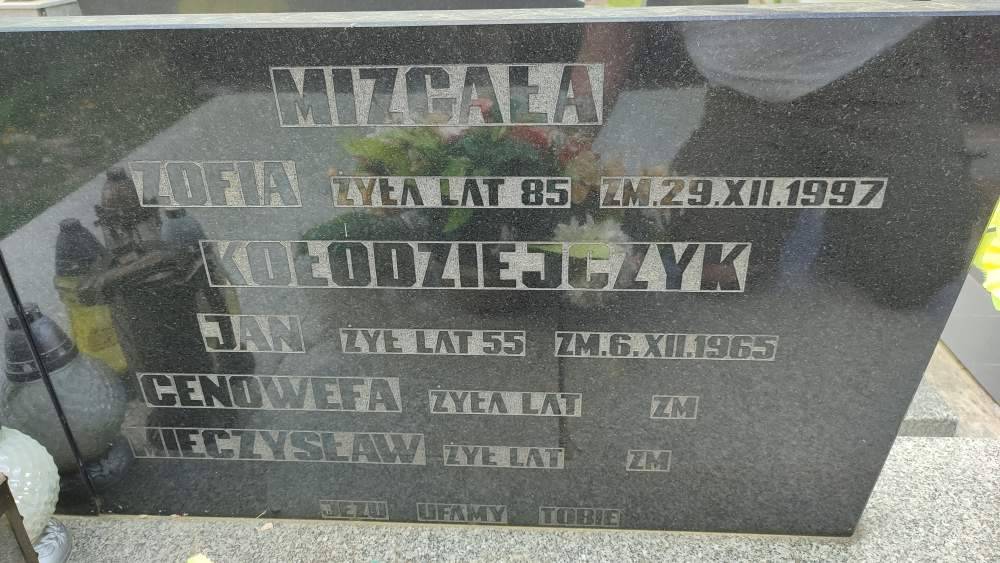 MIZGAŁA
ZOFIA ŻYŁA LAT 85 ZM.29.XII.1997
KOŁODZIEJCZYK
JAN ŻYŁ LAT 55 ZM.6.XII.1965
GENOWEFA ŻYŁA LAT ZM
MIECZYSŁAW ŻYŁ LAT ZM
JEZU UFAMY TOBIE